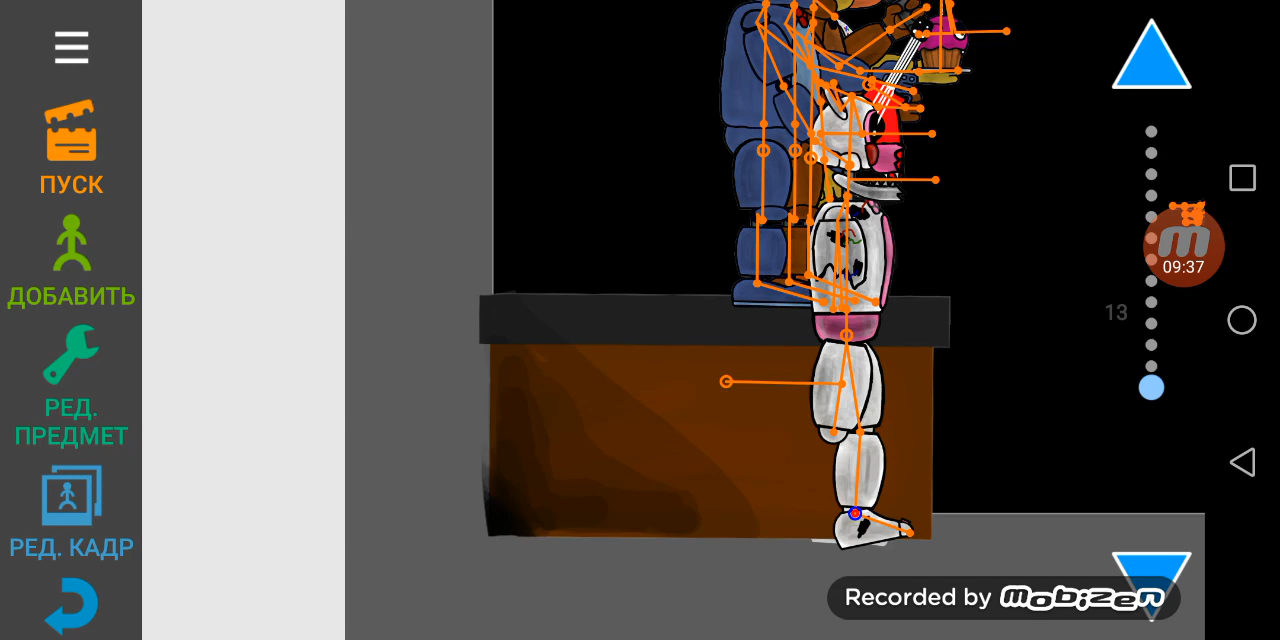 ПУСК
ДОБАВИТЬ
РЕД.
ПРЕДМЕТ
РЕД. КАДР
13
09:37
Recorded by mobizen